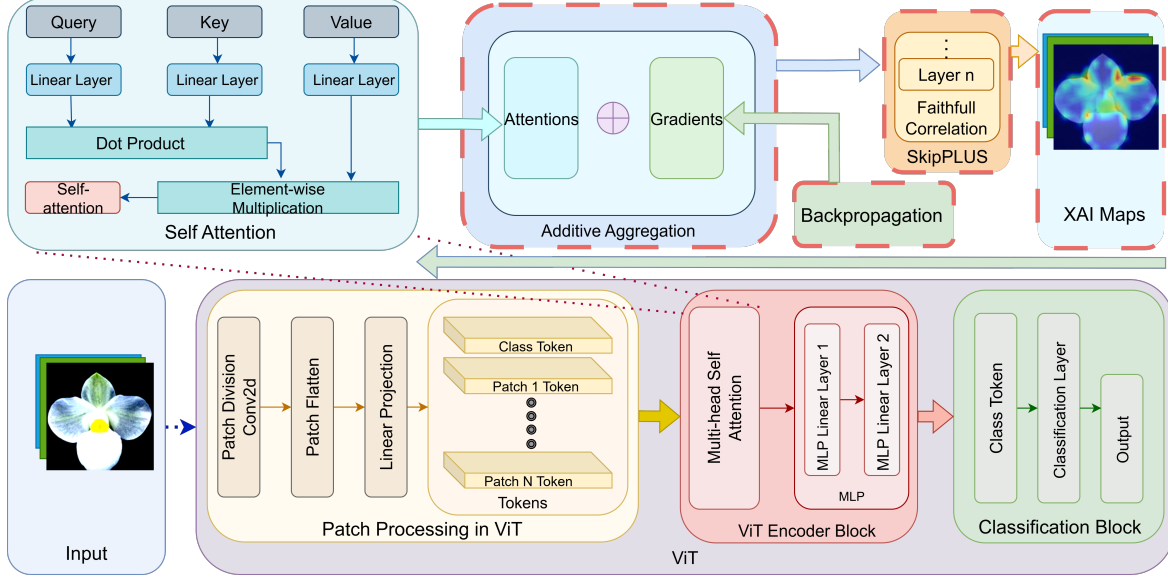 Query
Key
Value
Linear Layer
Linear Layer
Linear Layer
Dot Product
Self-
attention
Element-wise
Multiplication
Self Attention
Attentions
Gradients
Additive Aggregation
Backpropagation
Layer n
Faithfull
Correlation
SkipPLUS
XAI Maps
Input
Patch Division
Conv2d
Patch Flatten
Linear Projection
Class Token
Patch 1 Token
Patch N Token
Tokens
Patch Processing in ViT
Multi-head Self
Attention
MLP Linear Layer 1
MLP Linear Layer 2
MLP
ViT Encoder Block
Class Token
Classification Layer
Output
Classification Block
ViT